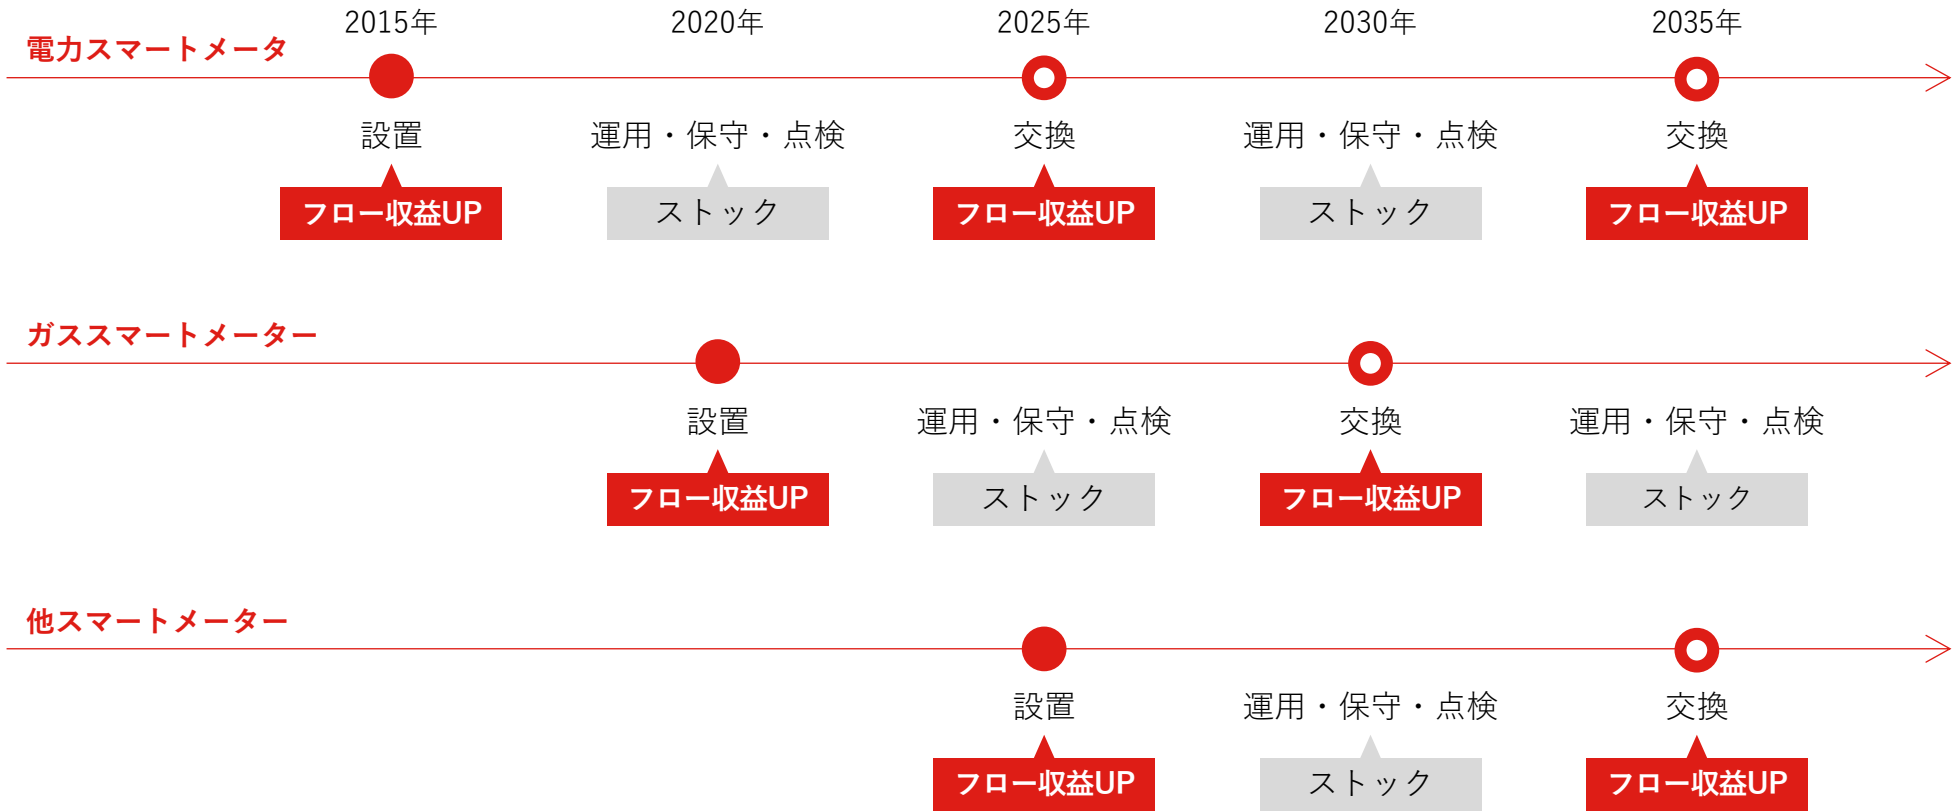 2015年 2020年 2025年 2030年 2035年
電力スマートメータ
設置 運用・保守・点検 交換 運用・保守・点検 交換
フロー収益UP ストック フロー収益UP ストック フロー収益UP
ガススマートメーター
設置 運用・保守・点検 交換 運用・保守・点検
フロー収益UP ストック フロー収益UP ストック
他スマートメーター
設置 運用・保守・点検 交換
フロー収益UP ストック フロー収益UP